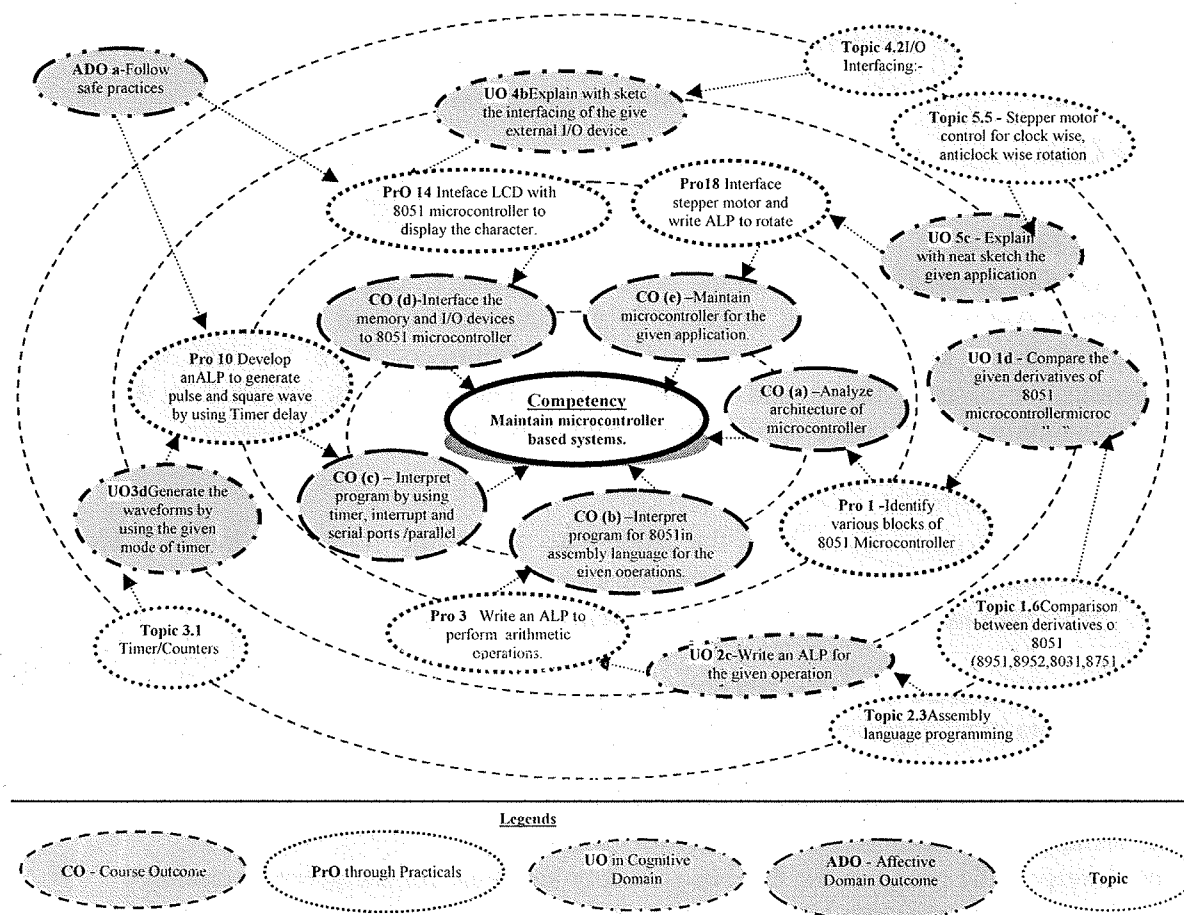 ADO a-Follow
safe practices
Topic 4.2I/O
Interfacing:-
UO 4bExplain with sketc
the interfacing of the give
external I/O device
Topic 5.5 - Stepper motor
control for clock wise,
anticlock wise rotation
PrO 14 Inteface LCD with
8051 microcontroller to
display the character.
Pro18 Interface
stepper motor and
write ALP to rotate
UO 5c - Explain
with neat sketch the
given application
CO (d)-Interface the
memory and I/O devices
to 8051 microcontroller
CO (e) –Maintain
microcontroller for the
given application.
Pro 10 Develop
anALP to generate
pulse and square wave
by using Timer delay
UO 1d - Compare the
given derivatives of
8051
microcontrollermicroc
Competency
Maintain microcontroller
based systems.
CO (a) –Analyze
architecture of
microcontroller
CO (c) – Interpret
program by using
timer, interrupt and
serial ports /parallel
UO3dGenerate the
waveforms by
using the given
mode of timer.
CO (b) –Interpret
program for 8051in
assembly language for the
given operations.
Pro 1 -Identify
various blocks of
8051 Microcontroller
Topic 3.1
Timer/Counters
Pro 3 Write an ALP to
perform arithmetic
operations.
UO 2c-Write an ALP for
the given operation
Topic 1.6Comparison
between derivatives o
8051
(8951,8952,8031,8751
Topic 2.3Assembly
language programming
Legends
CO - Course Outcome
PrO through Practicals
UO in Cognitive
Domain
ADO - Affective
Domain Outcome
Topic